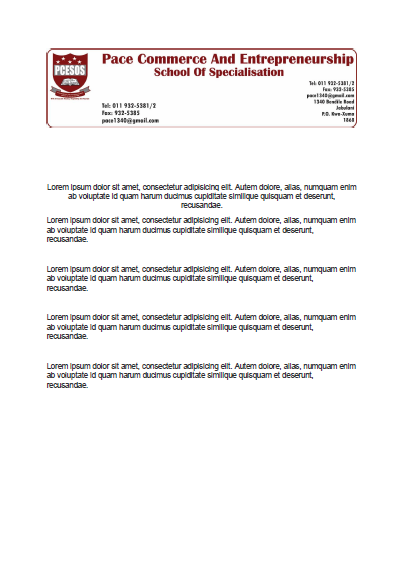 PCESOS
Pace Commerce And Entrepreneurship
School Of Specialisation
Tel: 011 932-5381/2
Fax: 932-5385
pace1340@gmail.com
Tel: 011 932-5381/2
Fax: 932-5385
pace1340@gmail.com
1340 Bendile Road
Jabulani
P.O. Kwa-Xuma
1868
Lorem ipsum dolor sit amet, consectetur adipisicing elit. Autem dolore, alias, numquam enim
ab voluptate id quam harum ducimus cupiditate similique quisquam et deserunt,
recusandae.
Lorem ipsum dolor sit amet, consectetur adipisicing elit. Autem dolore, alias, numquam enim
ab voluptate id quam harum ducimus cupiditate similique quisquam et deserunt,
recusandae.
Lorem ipsum dolor sit amet, consectetur adipisicing elit. Autem dolore, alias, numquam enim
ab voluptate id quam harum ducimus cupiditate similique quisquam et deserunt,
recusandae.
Lorem ipsum dolor sit amet, consectetur adipisicing elit. Autem dolore, alias, numquam enim
ab voluptate id quam harum ducimus cupiditate similique quisquam et deserunt,
recusandae.
Lorem ipsum dolor sit amet, consectetur adipisicing elit. Autem dolore, alias, numquam enim
ab voluptate id quam harum ducimus cupiditate similique quisquam et deserunt,
recusandae.